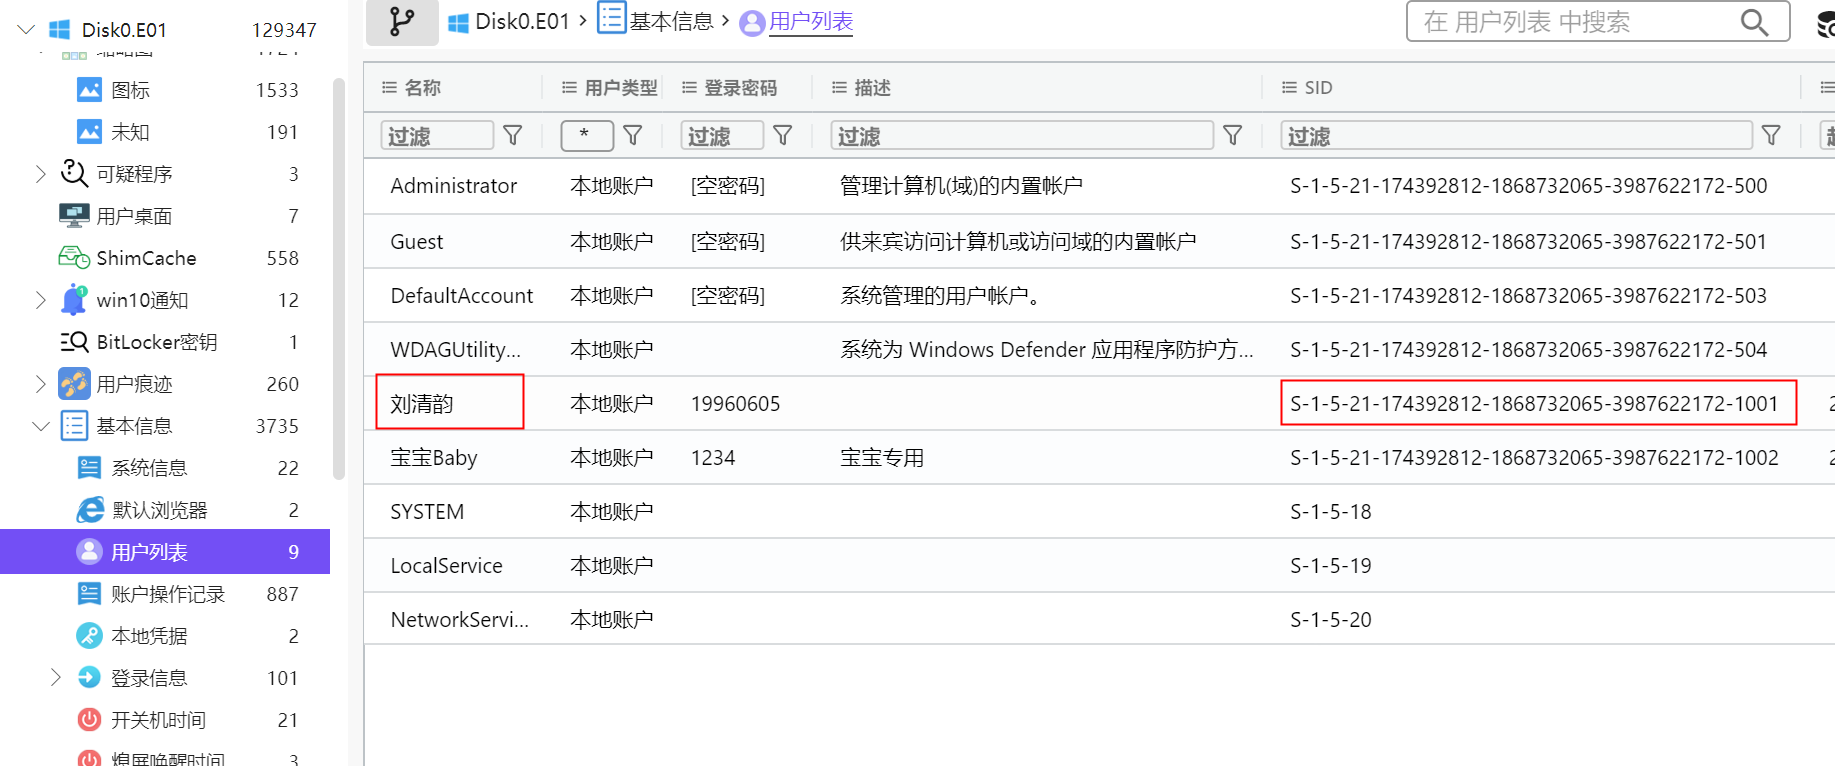 Disk0.E01 129347
图标 1533
未知 191
可疑程序 3
用户桌面 7
ShimCache 558
win10通知 12
BitLocker密钥 1
用户痕迹 260
基本信息 3735
系统信息 22
默认浏览器 2
用户列表 9
账户操作记录 887
本地凭据 2
登录信息 101
开关机时间 21
熄屏唤醒时间 3
Disk0.E01 > 基本信息 > 用户列表
在 用户列表 中搜索
名称 用户类型 登录密码 描述 SID
过滤 * 过滤 过滤 过滤
Administrator 本地账户 [空密码] 管理计算机(域)的内置帐户 S-1-5-21-174392812-1868732065-3987622172-500
Guest 本地账户 [空密码] 供来宾访问计算机或访问域的内置帐户 S-1-5-21-174392812-1868732065-3987622172-501
DefaultAccount 本地账户 [空密码] 系统管理的用户帐户。 S-1-5-21-174392812-1868732065-3987622172-503
WDAGUtility... 本地账户 系统为 Windows Defender 应用程序防护方... S-1-5-21-174392812-1868732065-3987622172-504
刘清韵 本地账户 19960605 S-1-5-21-174392812-1868732065-3987622172-1001
宝宝Baby 本地账户 1234 宝宝专用 S-1-5-21-174392812-1868732065-3987622172-1002
SYSTEM 本地账户 S-1-5-18
LocalService 本地账户 S-1-5-19
NetworkServi... 本地账户 S-1-5-20